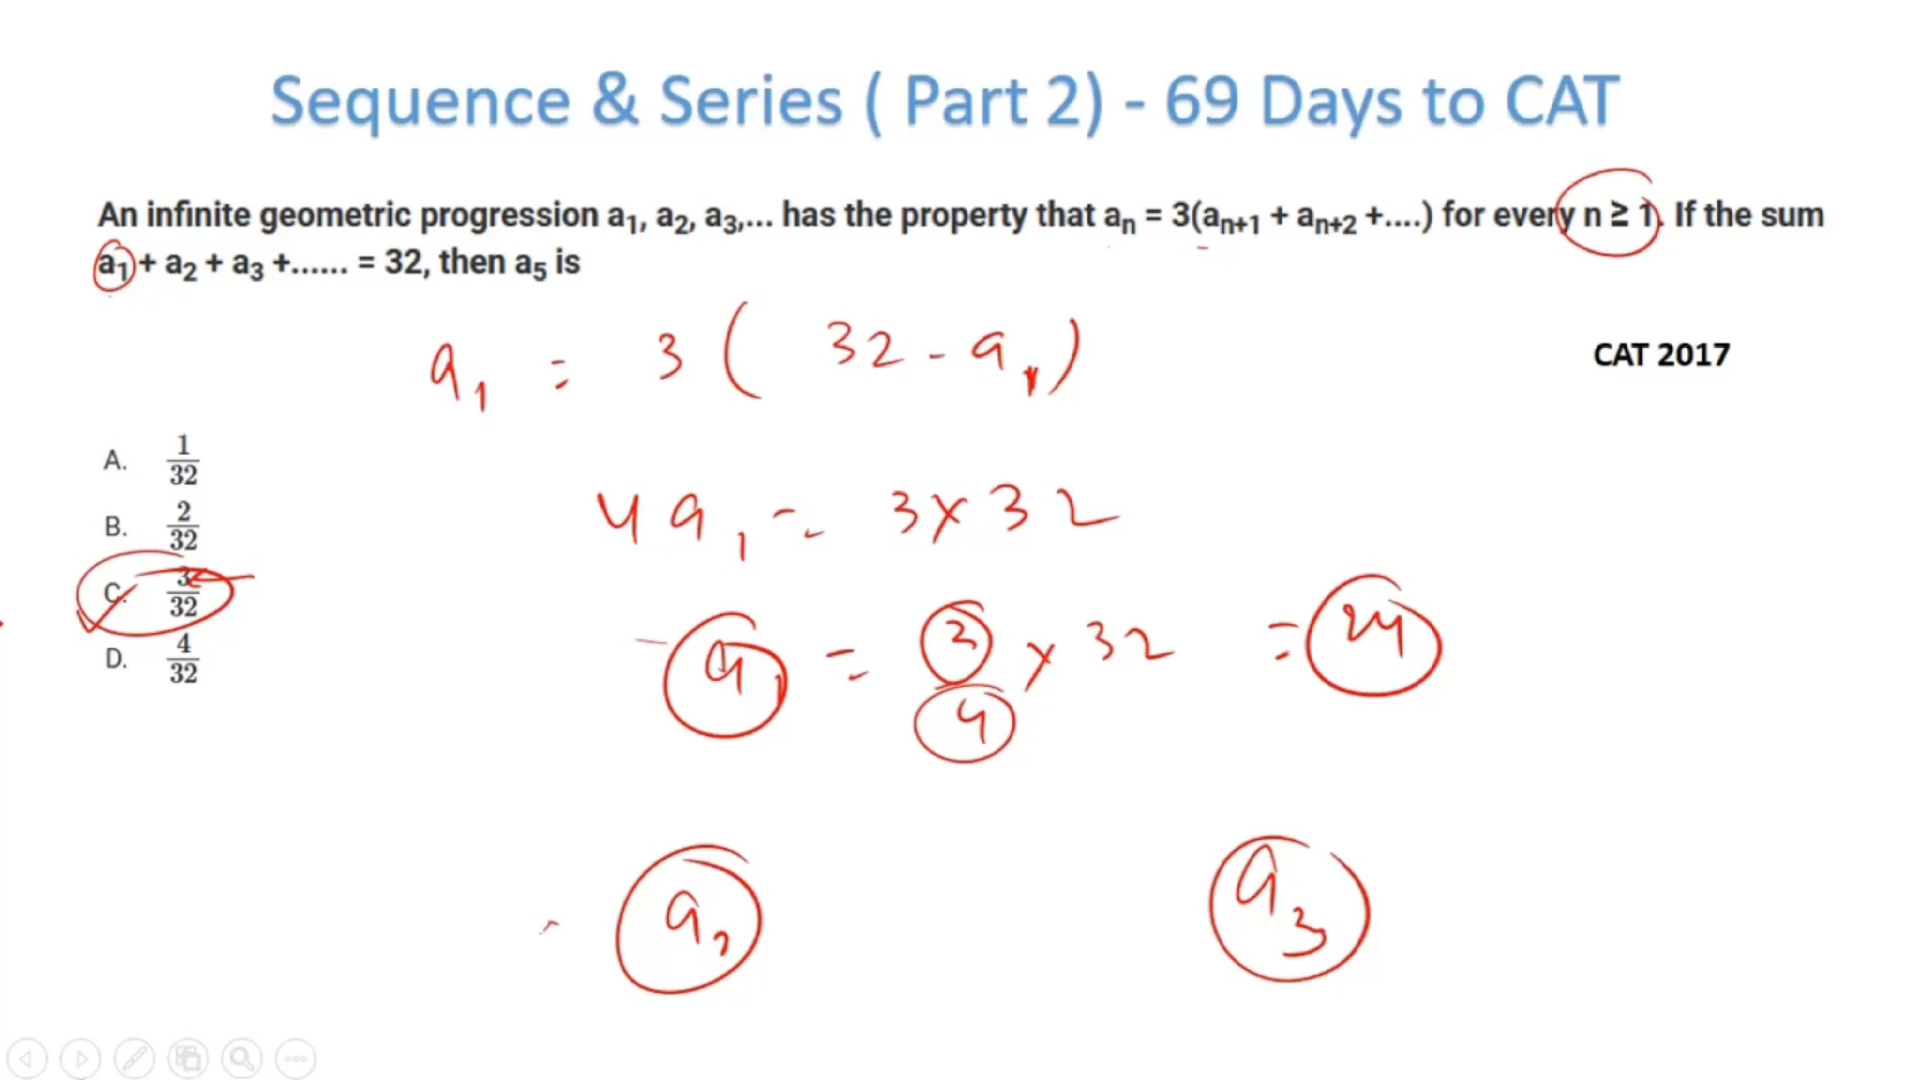 Sequence & Series ( Part 2) - 69 Days to CAT
An infinite geometric progression a₁, a₂, a₃,... has the property that aₙ = 3(aₙ₊₁ + aₙ₊₂ +....) for every n ≥ 1. If the sum
a₁ + a₂ + a₃ +...... = 32, then a₅ is
a₁ = 3 ( 32 - a₁ )
CAT 2017
A. 1/32
4a₁ = 3 x 32
B. 2/32
C. 3/32
a₁ = 3/4 x 32 = 24
D. 4/32
a₂ a₃